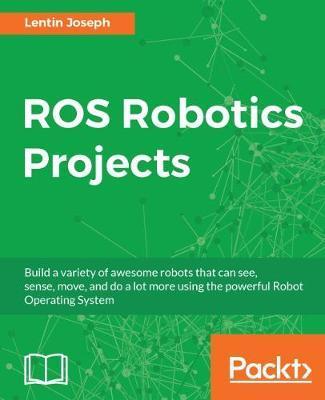 Lentin Joseph
ROS Robotics
Projects
Build a variety of awesome robots that can see,
sense, move, and do a lot more using the powerful Robot
Operating System
Packt>